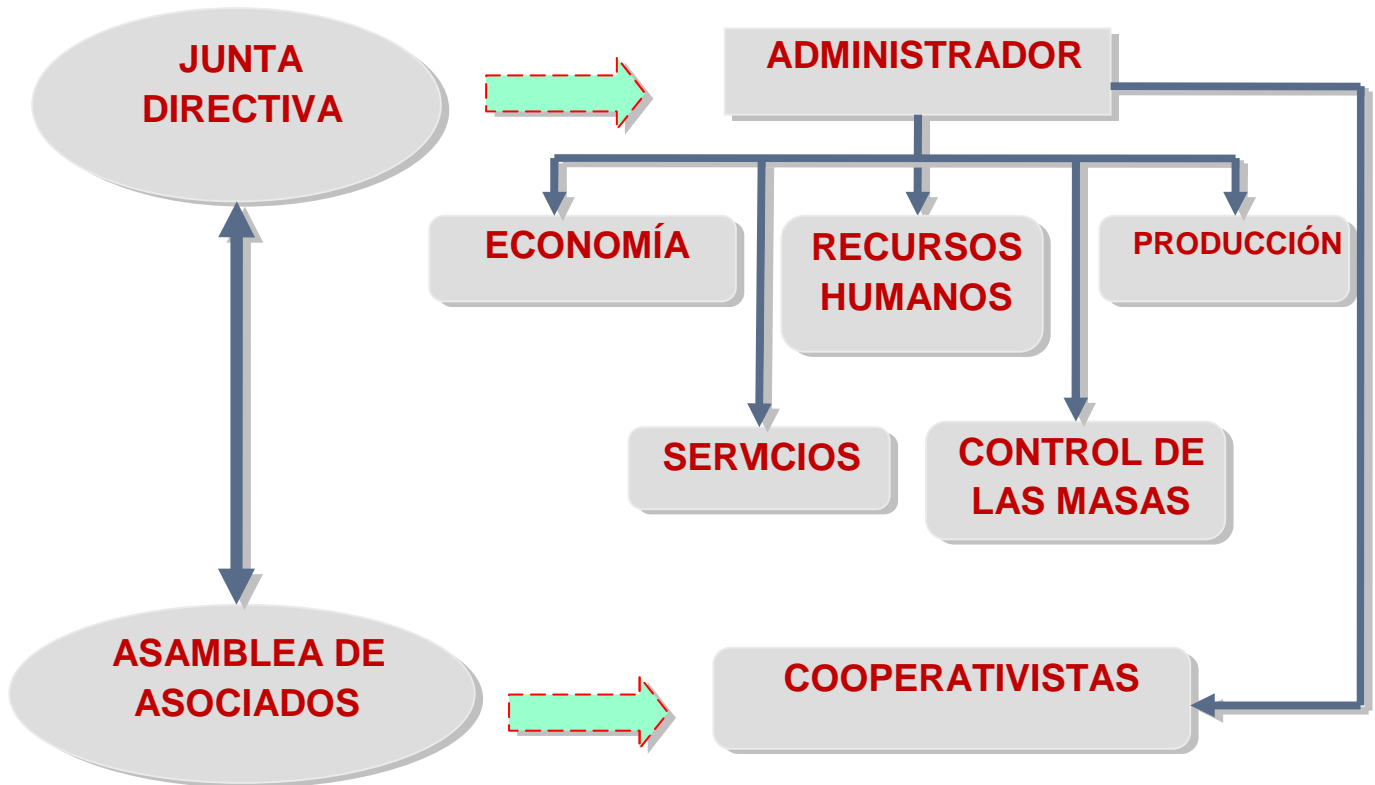 JUNTA
DIRECTIVA
ADMINISTRADOR
ECONOMÍA
RECURSOS
HUMANOS
PRODUCCIÓN
SERVICIOS
CONTROL DE
LAS MASAS
ASAMBLEA DE
ASOCIADOS
COOPERATIVISTAS